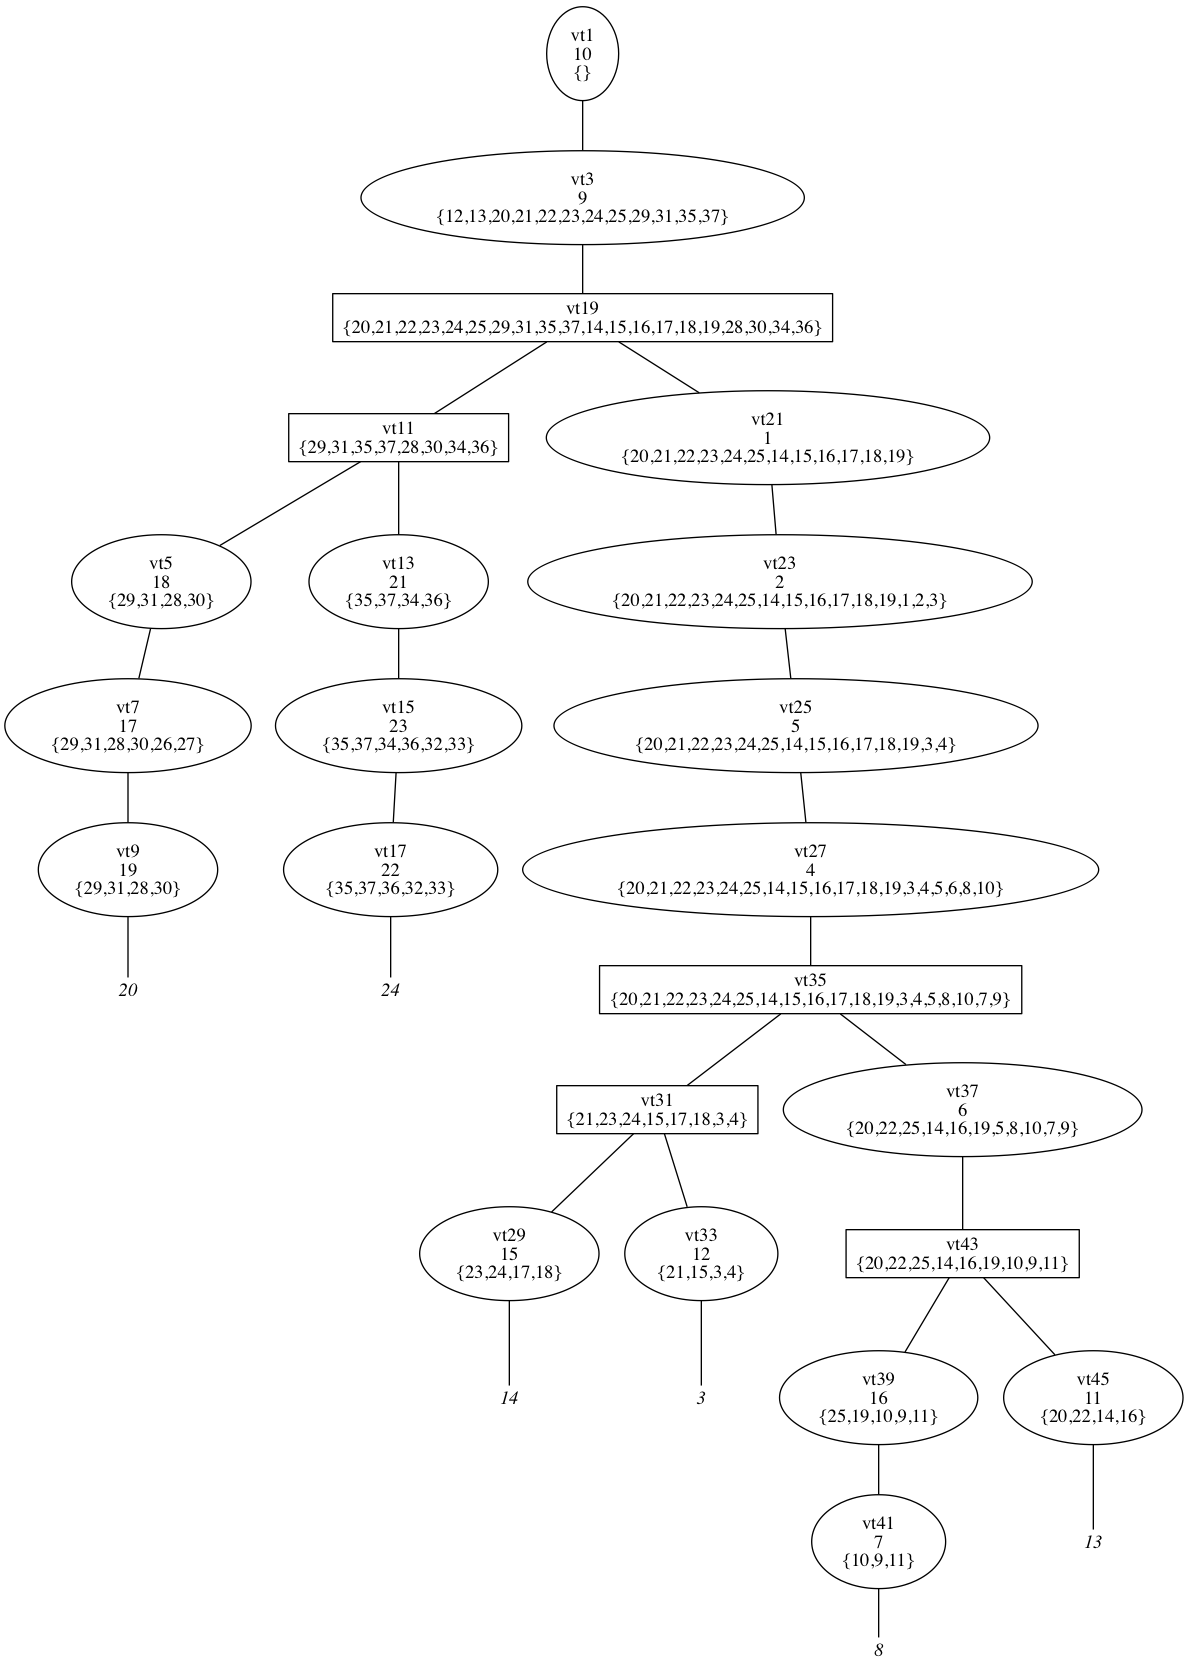 vt1
10
{}
vt3
9
{12,13,20,21,22,23,24,25,29,31,35,37}
vt19
{20,21,22,23,24,25,29,31,35,37,14,15,16,17,18,19,28,30,34,36}
vt11
{29,31,35,37,28,30,34,36}
vt21
1
{20,21,22,23,24,25,14,15,16,17,18,19}
vt5
18
{29,31,28,30}
vt13
21
{35,37,34,36}
vt23
2
{20,21,22,23,24,25,14,15,16,17,18,19,1,2,3}
vt7
17
{29,31,28,30,26,27}
vt15
23
{35,37,34,36,32,33}
vt25
5
{20,21,22,23,24,25,14,15,16,17,18,19,3,4}
vt9
19
{29,31,28,30}
vt17
22
{35,37,36,32,33}
vt27
4
{20,21,22,23,24,25,14,15,16,17,18,19,3,4,5,6,8,10}
20
24
vt35
{20,21,22,23,24,25,14,15,16,17,18,19,3,4,5,8,10,7,9}
vt31
{21,23,24,15,17,18,3,4}
vt37
6
{20,22,25,14,16,19,5,8,10,7,9}
vt29
15
{23,24,17,18}
vt33
12
{21,15,3,4}
vt43
{20,22,25,14,16,19,10,9,11}
14
3
vt39
16
{25,19,10,9,11}
vt45
11
{20,22,14,16}
vt41
7
{10,9,11}
13
8